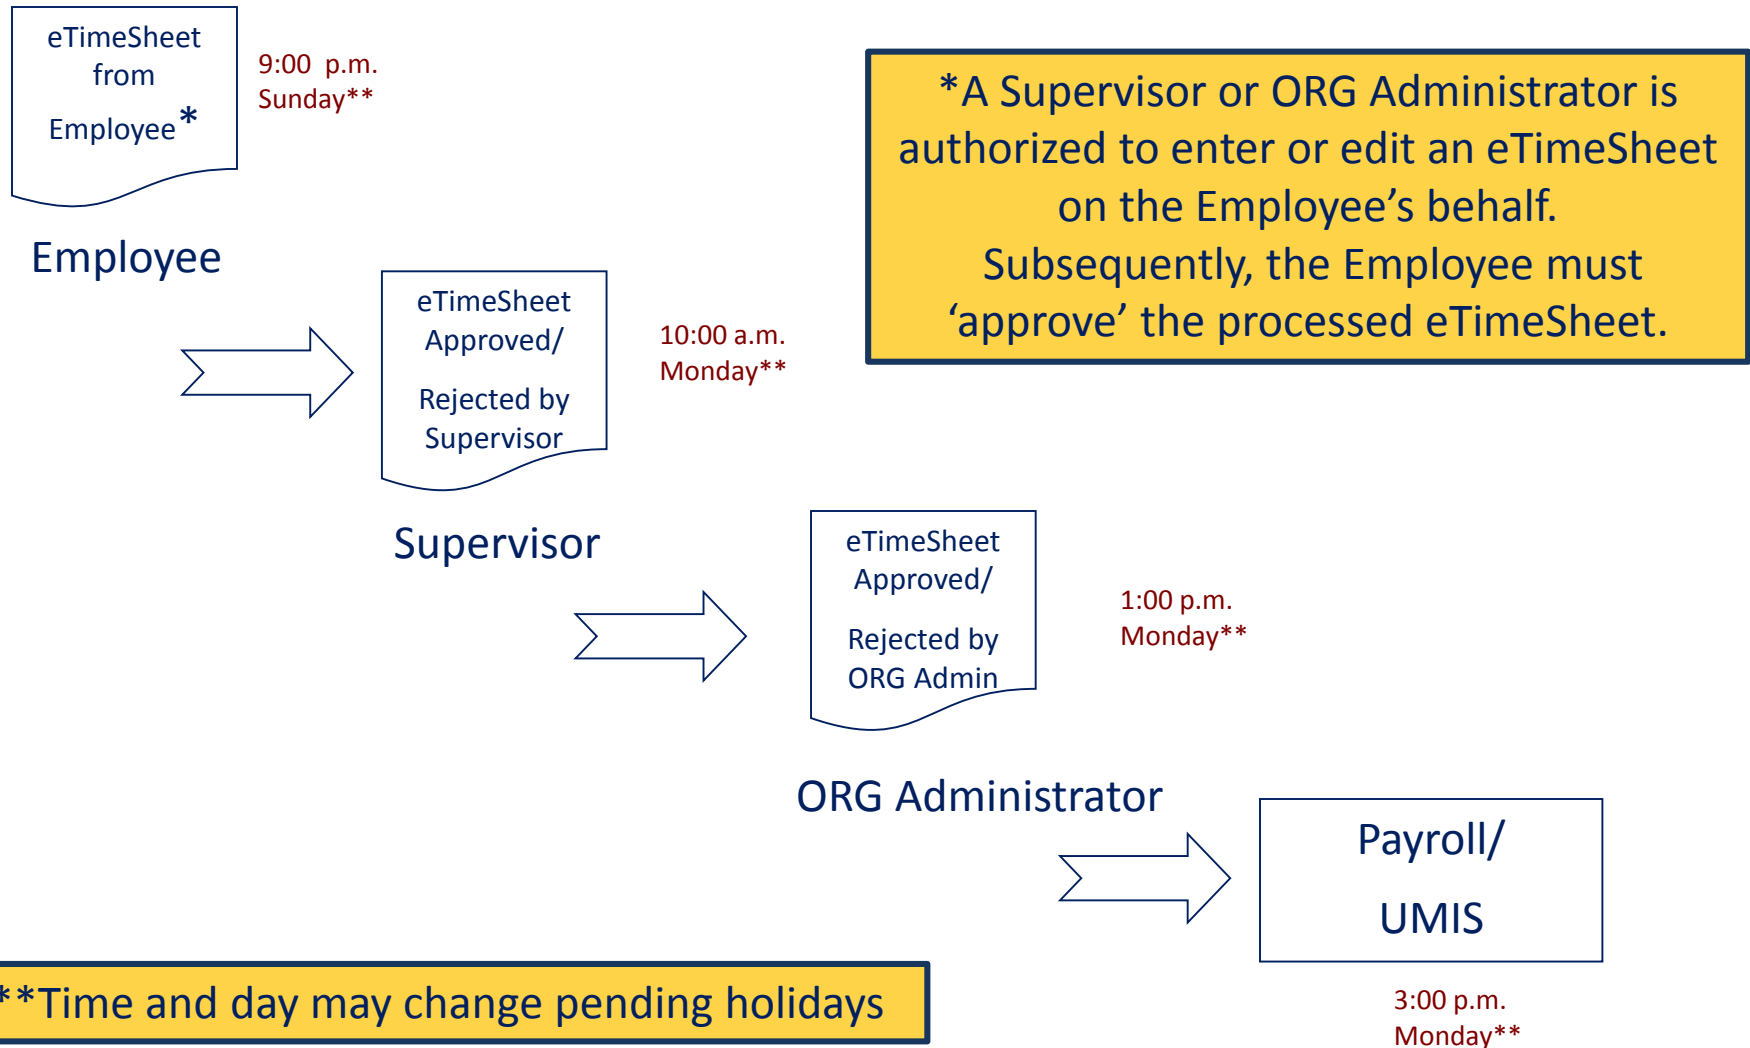 eTimeSheet
from
Employee*
9:00 p.m.
Sunday**
*A Supervisor or ORG Administrator is
authorized to enter or edit an eTimeSheet
on the Employee’s behalf.
Subsequently, the Employee must
‘approve’ the processed eTimeSheet.
Employee
eTimeSheet
Approved/
Rejected by
Supervisor
10:00 a.m.
Monday**
Supervisor
eTimeSheet
Approved/
Rejected by
ORG Admin
1:00 p.m.
Monday**
ORG Administrator
Payroll/
UMIS
3:00 p.m.
Monday**
**Time and day may change pending holidays